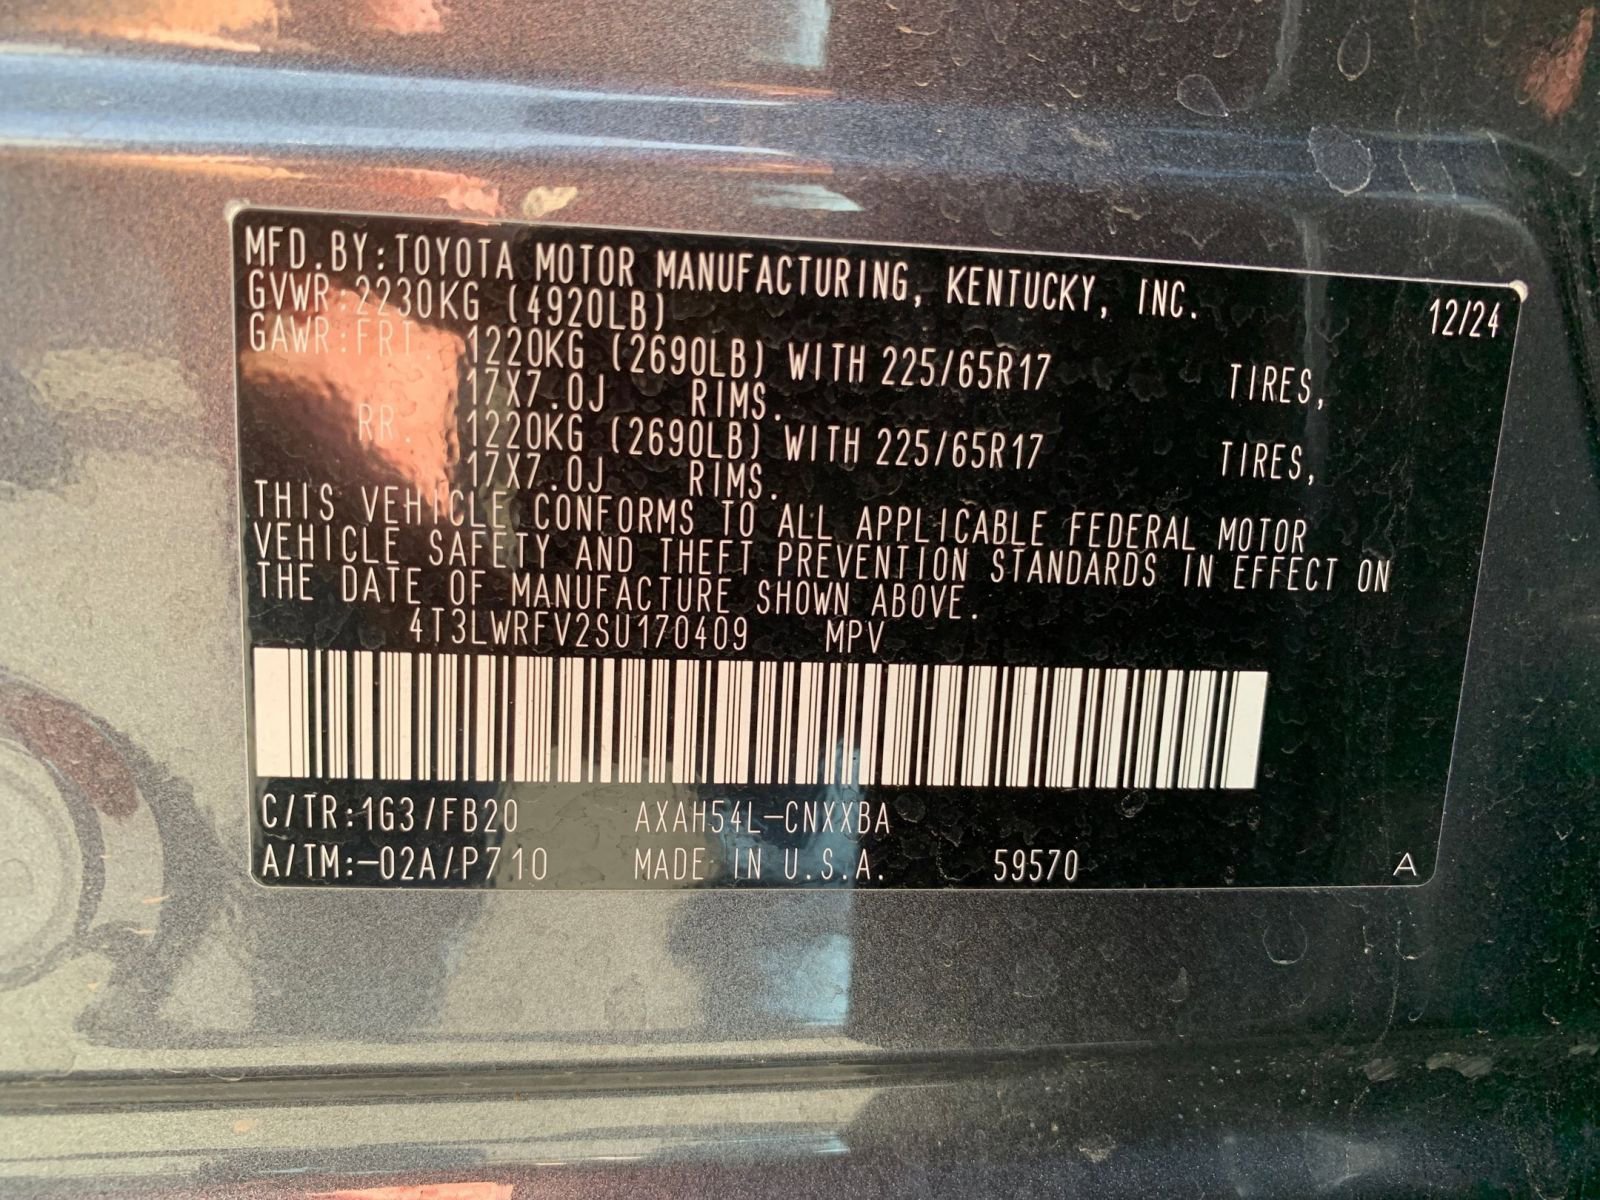 MFD.BY:TOYOTA MOTOR MANUFACTURING, KENTUCKY, INC. 12/24
GVWR:2230KG (4920LB)
GAWR:FRT. 1220KG (2690LB) WITH 225/65R17 TIRES,
17X7.0J RIMS.
RR. 1220KG (2690LB) WITH 225/65R17 TIRES,
17X7.0J RIMS.
THIS VEHICLE CONFORMS TO ALL APPLICABLE FEDERAL MOTOR
VEHICLE SAFETY AND THEFT PREVENTION STANDARDS IN EFFECT ON
THE DATE OF MANUFACTURE SHOWN ABOVE.
4T3LWRFV2SU170409 MPV
C/TR:1G3/FB20 AXAH54L-CNXXBA
A/TM:-02A/P710 MADE IN U.S.A. 59570 A